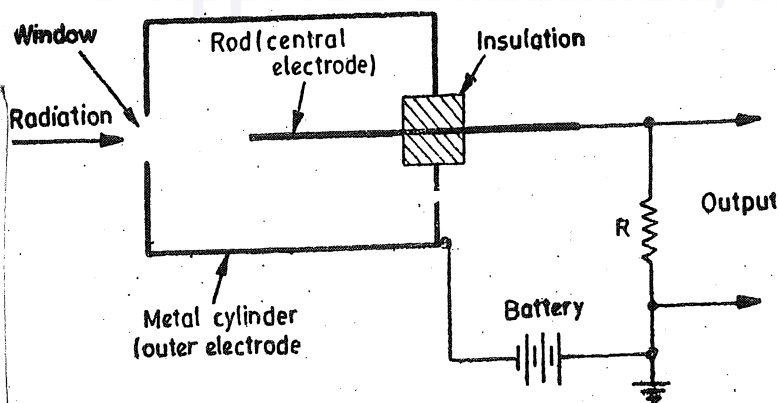 Window
Rod (central
electrode)
Insulation
Radiation
Output
R
Metal cylinder
(outer electrode
Battery